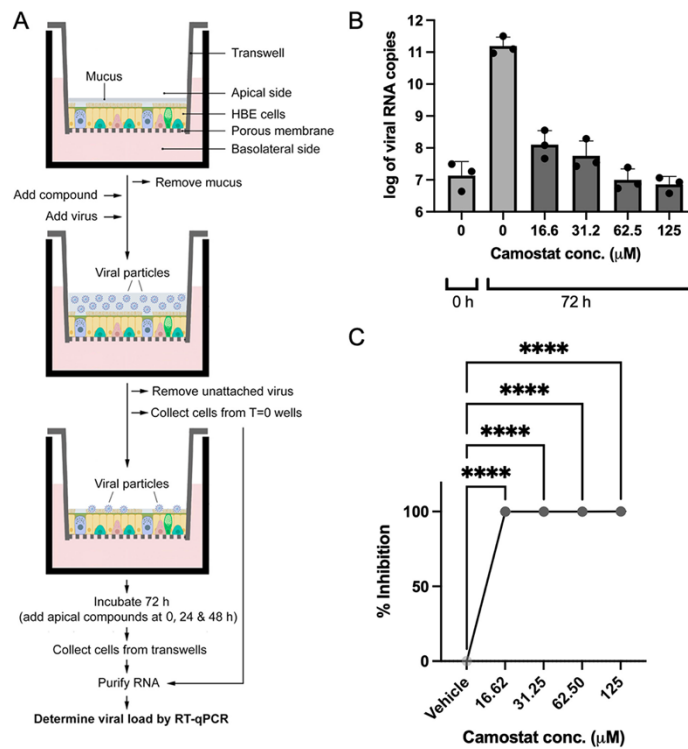 A
Transwell
Mucus
Apical side
HBE cells
Porous membrane
Basolateral side
Remove mucus
Add compound
Add virus
Viral particles
Remove unattached virus
Collect cells from T=0 wells
Viral particles
Incubate 72 h
(add apical compounds at 0, 24 & 48 h)
Collect cells from transwells
Purify RNA
Determine viral load by RT-qPCR
B
log of viral RNA copies
12
11
10
9
8
7
6
0 0 16.6 31.2 62.5 125
Camostat conc. (μM)
0 h 72 h
C
****
****
****
****
% Inhibition
100
50
0
Vehicle 16.62 31.25 62.50 125
Camostat conc. (μM)